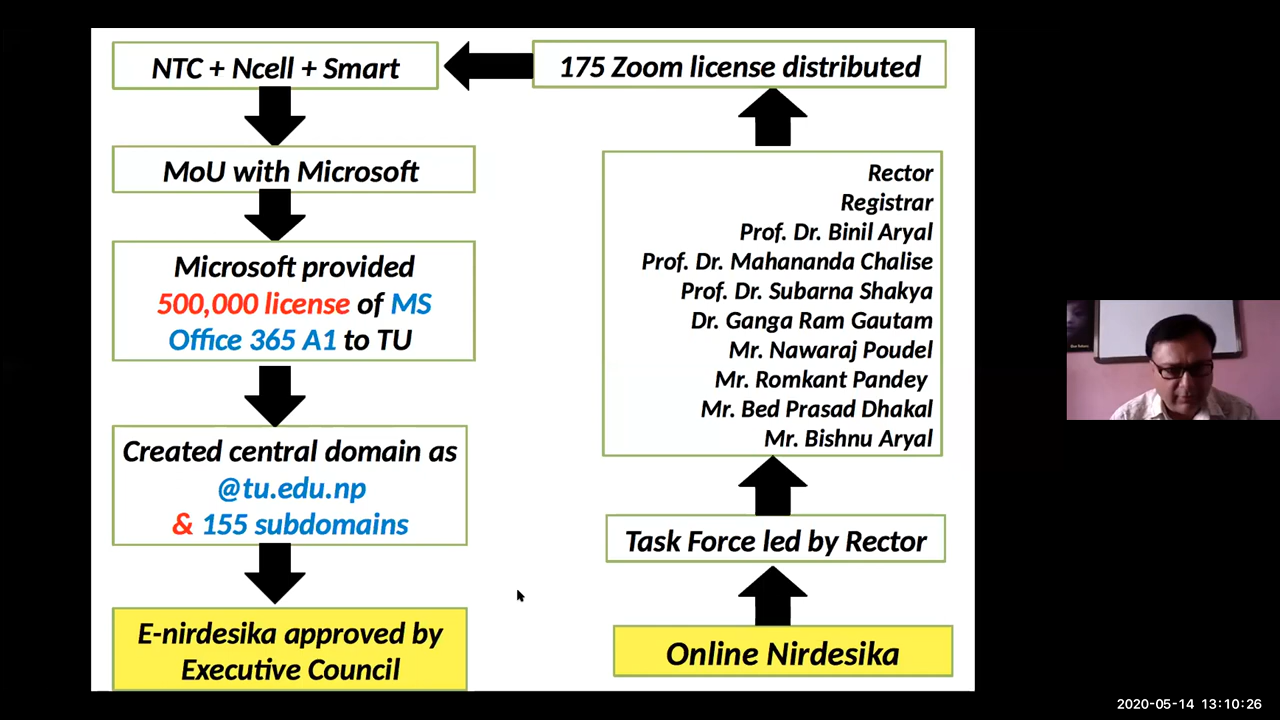 NTC + Ncell + Smart
175 Zoom license distributed
MoU with Microsoft
Microsoft provided
500,000 license of MS
Office 365 A1 to TU
Created central domain as
@tu.edu.np
& 155 subdomains
E-nirdesika approved by
Executive Council
Rector
Registrar
Prof. Dr. Binil Aryal
Prof. Dr. Mahananda Chalise
Prof. Dr. Subarna Shakya
Dr. Ganga Ram Gautam
Mr. Nawaraj Poudel
Mr. Romkant Pandey
Mr. Bed Prasad Dhakal
Mr. Bishnu Aryal
Task Force led by Rector
Online Nirdesika
2020-05-14 13:10:26